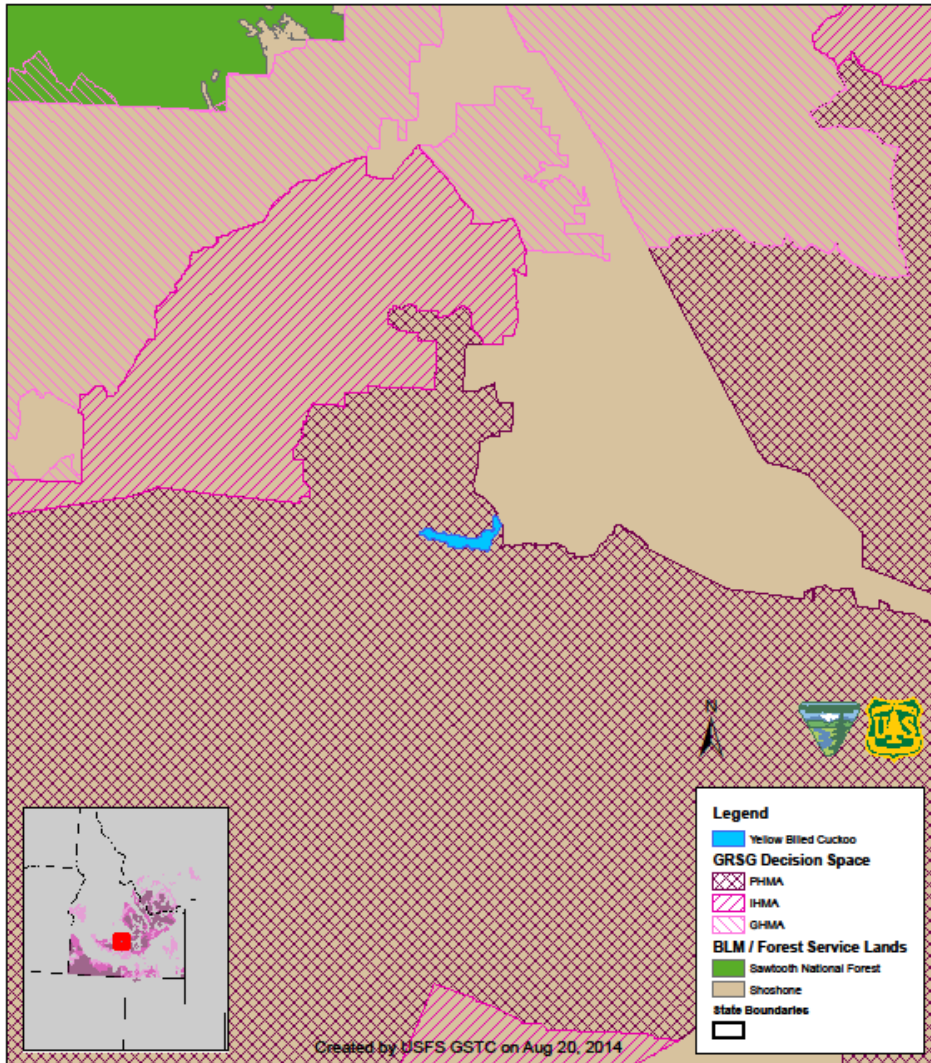 N
U S
Legend
Yellow Billed Cuckoo
GRSG Decision Space
PHMA
IHMA
GHMA
BLM / Forest Service Lands
Sawtooth National Forest
Shoshone
State Boundaries
Created by USFS GSTC on Aug 20, 2014